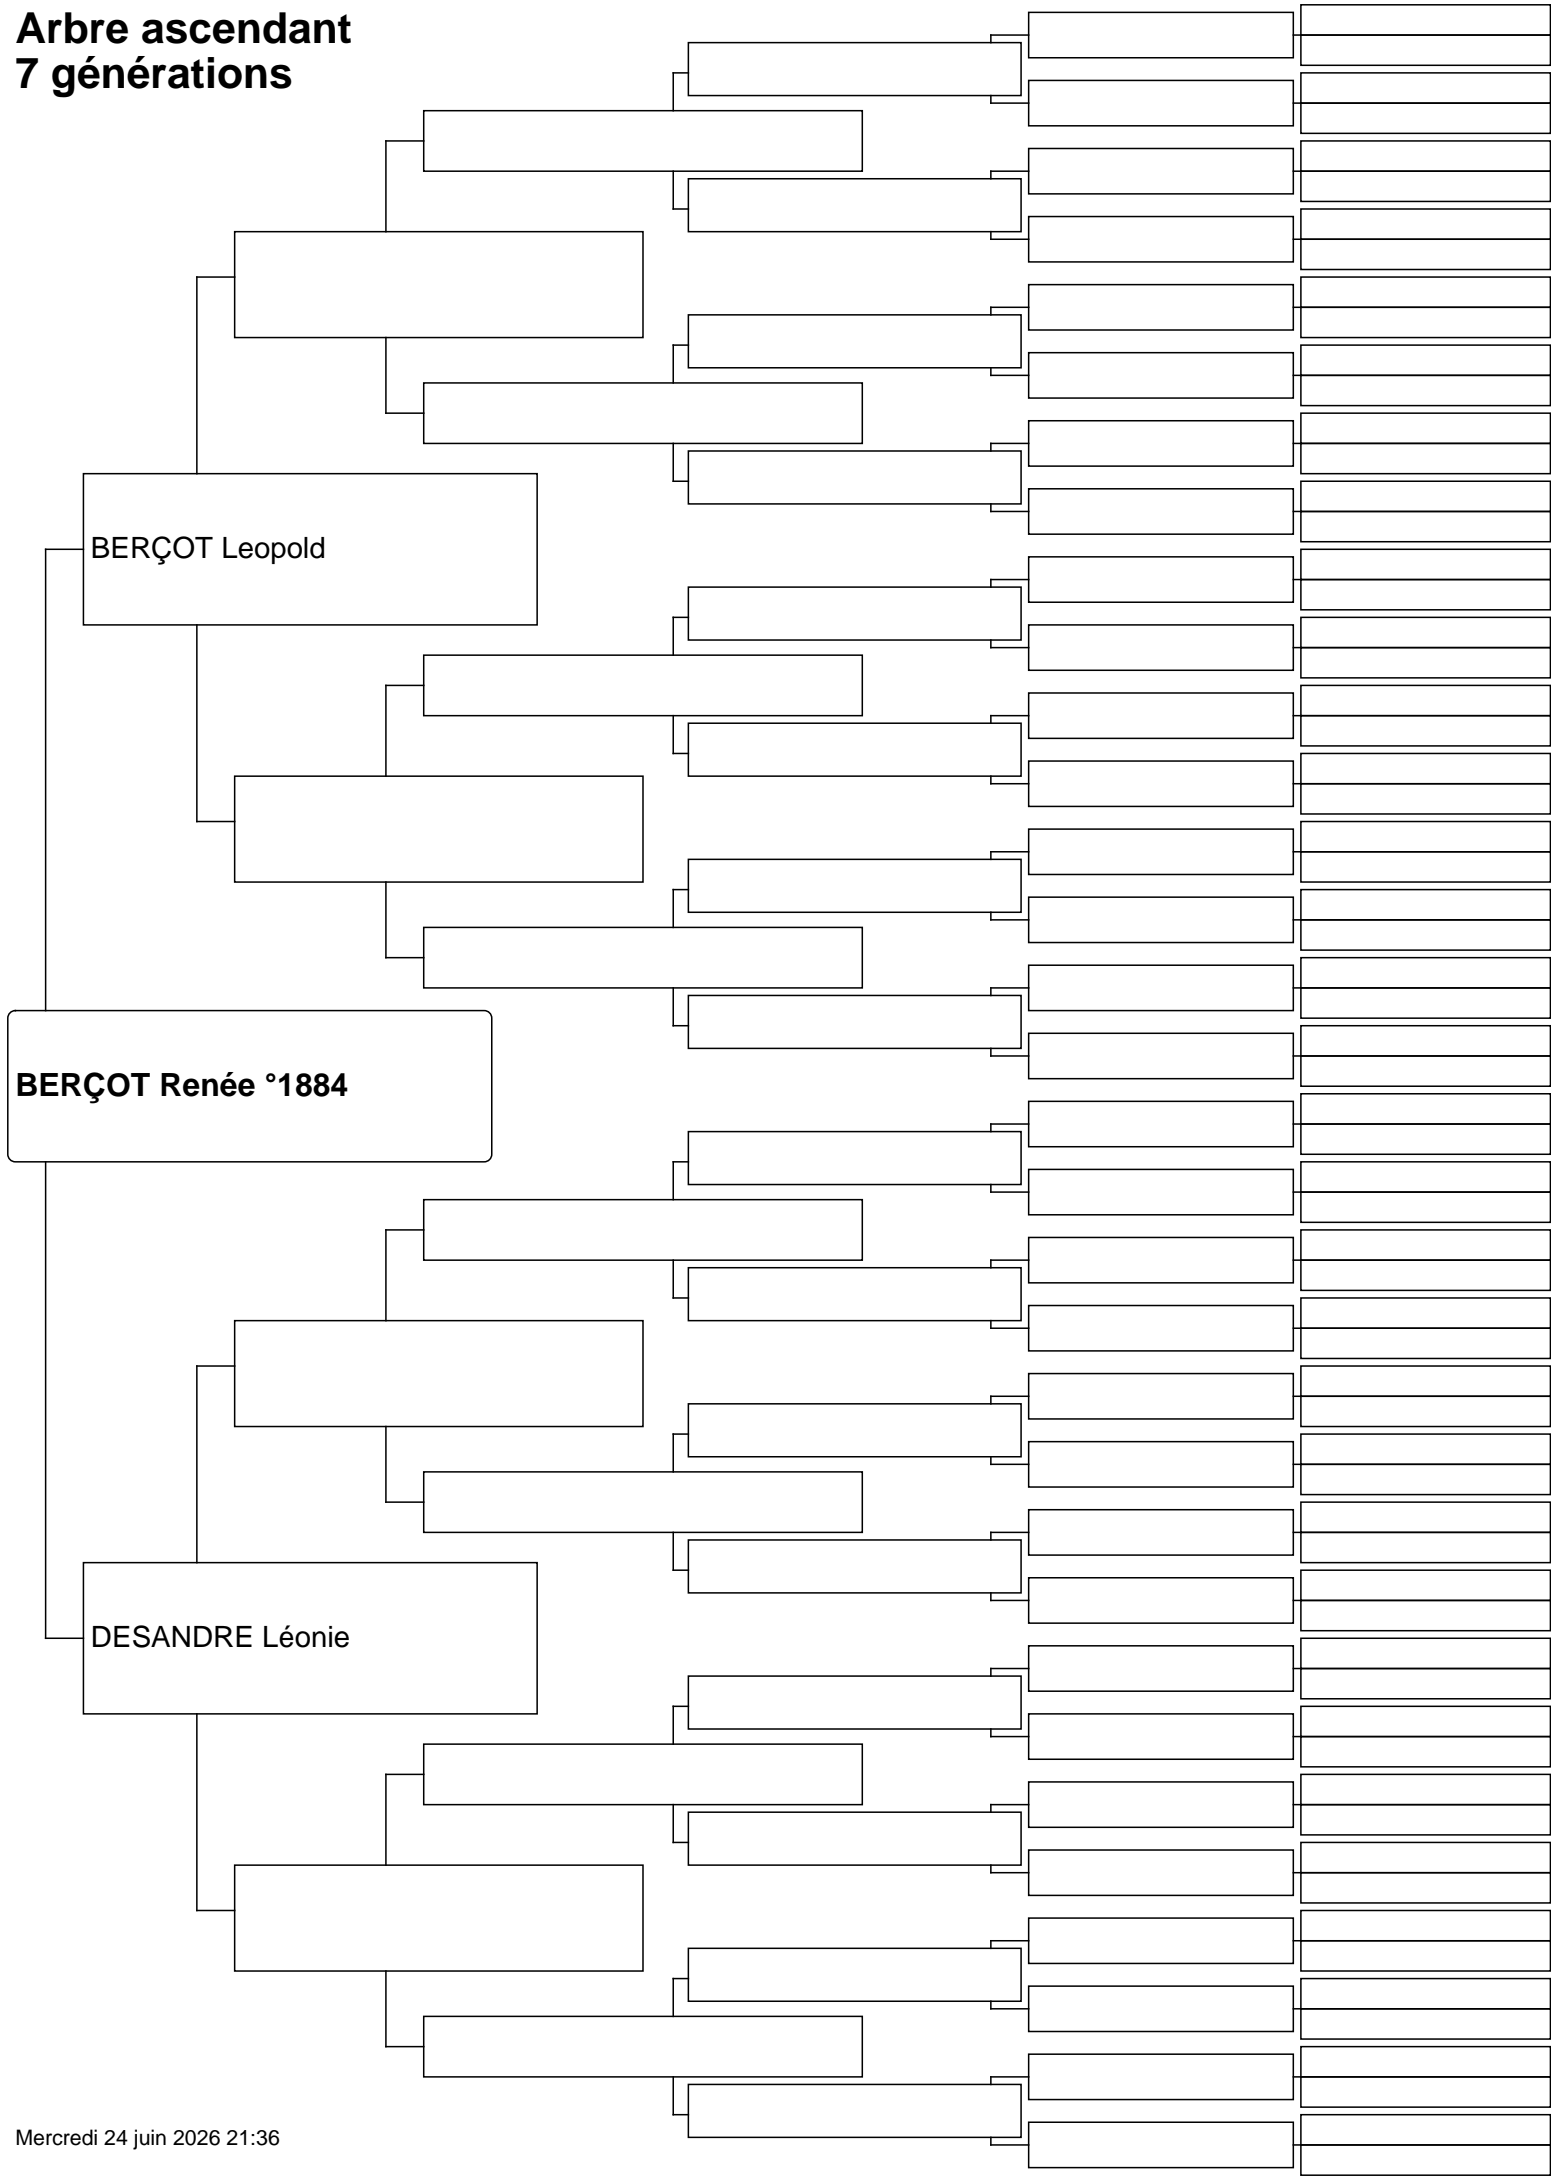 Arbre ascendant
7 générations
BERÇOT Leopold
BERÇOT Renée °1884
DESANDRE Léonie
Mercredi 24 juin 2026 21:36